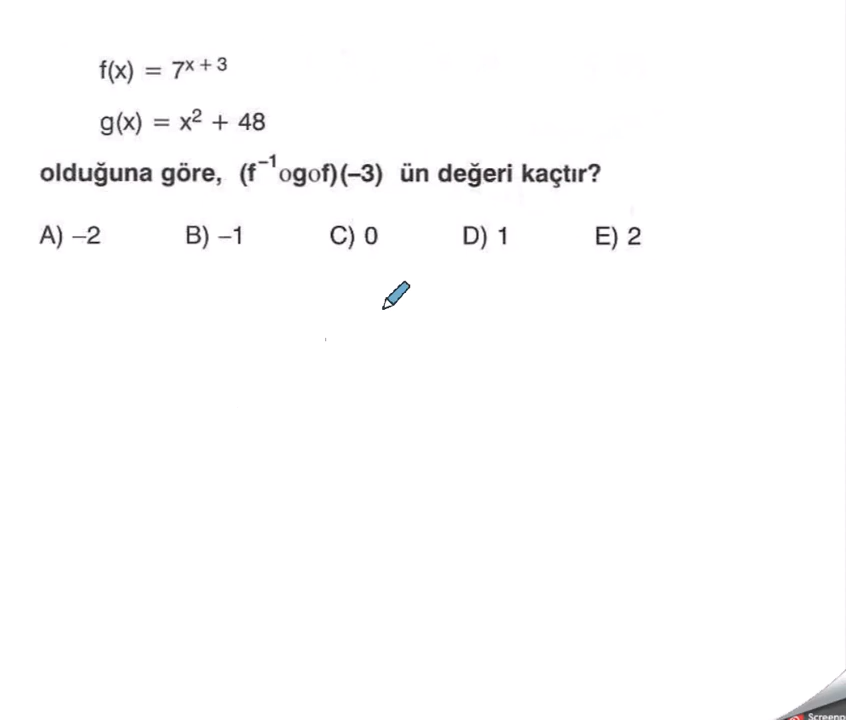 f(x) = 7^{x + 3}
g(x) = x² + 48
olduğuna göre, (f⁻¹ogof)(–3) ün değeri kaçtır?
A) –2 B) –1 C) 0 D) 1 E) 2